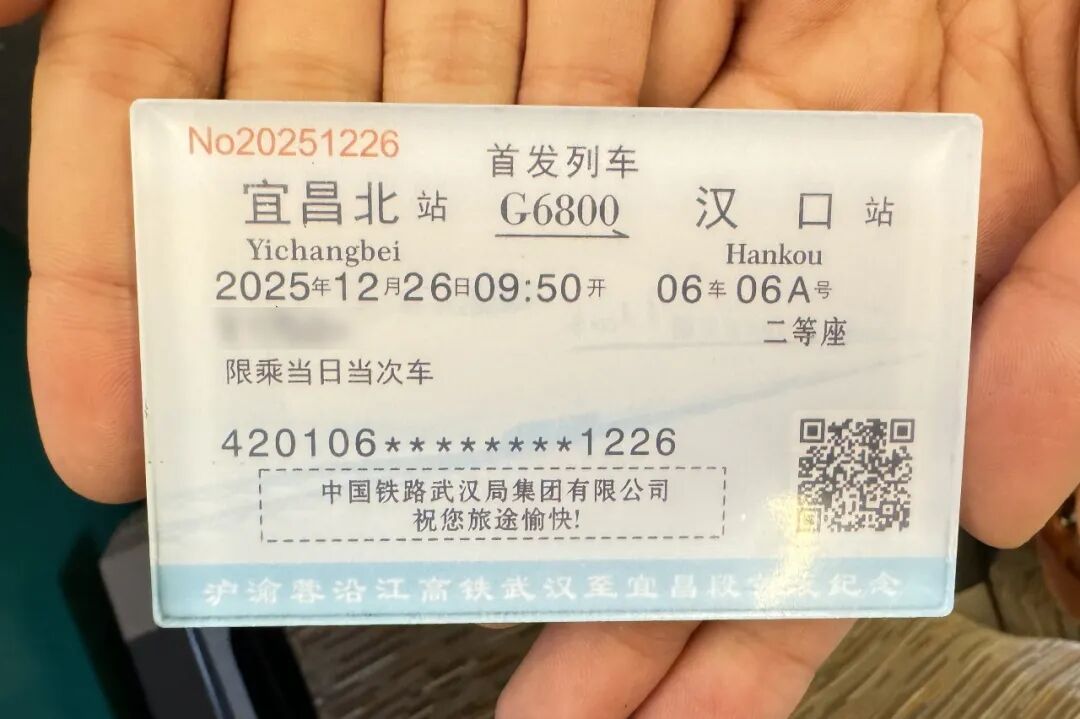 No20251226
首发列车
宜昌北 站 G6800 汉 口 站
Yichangbei Hankou
2025年12月26日09:50开 06车06A号
二等座
限乘当日当次车
420106********1226
中国铁路武汉局集团有限公司
祝您旅途愉快!
沪渝蓉沿江高铁武汉至宜昌段 纪念